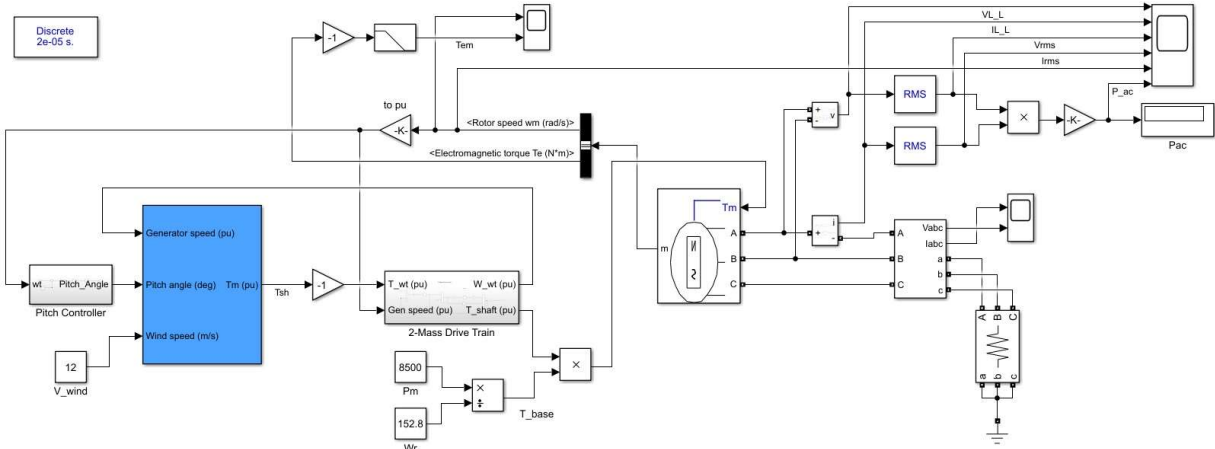 Discrete
2e-05 s.
-1
Tem
VL_L
IL_L
Vrms
Irms
P_ac
RMS
×
-K-
Pac
RMS
to pu
-K-
<Rotor speed wm (rad/s)>
<Electromagnetic torque Te (N*m)>
+
-
v
Tm
m
A
B
C
i
+
-
A
B
C
Vabc
Iabc
a
b
c
A
B
C
a
b
c
Generator speed (pu)
Pitch angle (deg)
Tm (pu)
Wind speed (m/s)
wt
Pitch_Angle
Pitch Controller
Tsh
-1
T_wt (pu)
W_wt (pu)
Gen speed (pu)
T_shaft (pu)
2-Mass Drive Train
12
V_wind
8500
Pm
×
÷
T_base
×
152.8
Wr
N
~